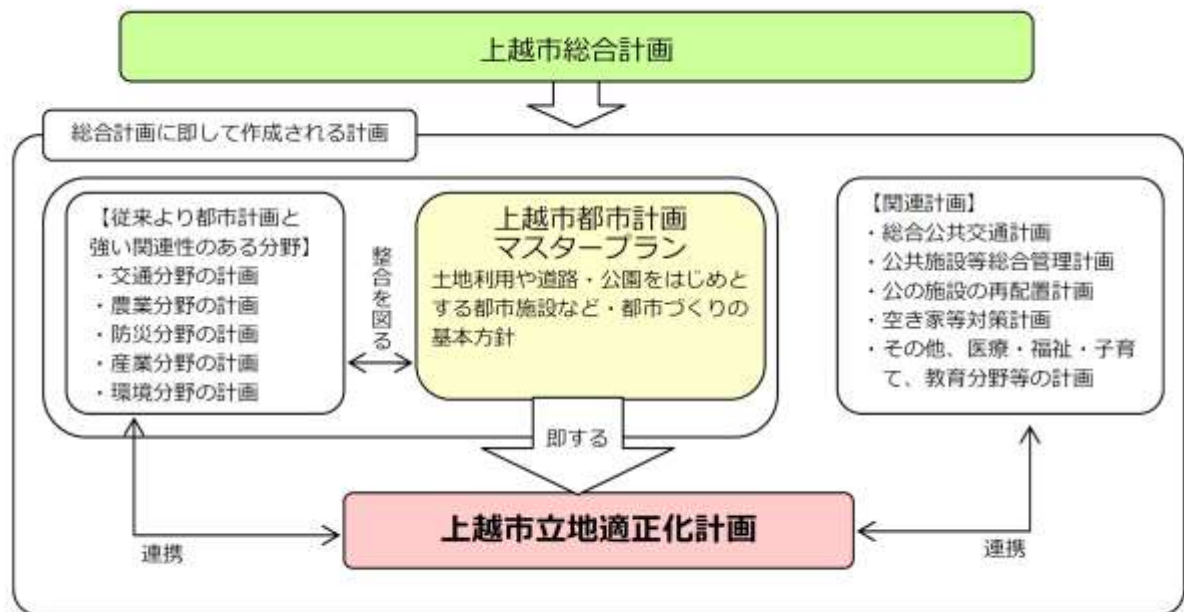 上越市総合計画
総合計画に即して作成される計画
【従来より都市計画と
強い関連性のある分野】
・交通分野の計画
・農業分野の計画
・防災分野の計画
・産業分野の計画
・環境分野の計画
整合を図る
上越市都市計画
マスタープラン
土地利用や道路・公園をはじめと
する都市施設など・都市づくりの
基本方針
【関連計画】
・総合公共交通計画
・公共施設等総合管理計画
・公の施設の再配置計画
・空き家等対策計画
・その他、医療・福祉・子育
て、教育分野等の計画
即する
上越市立地適正化計画
連携
連携